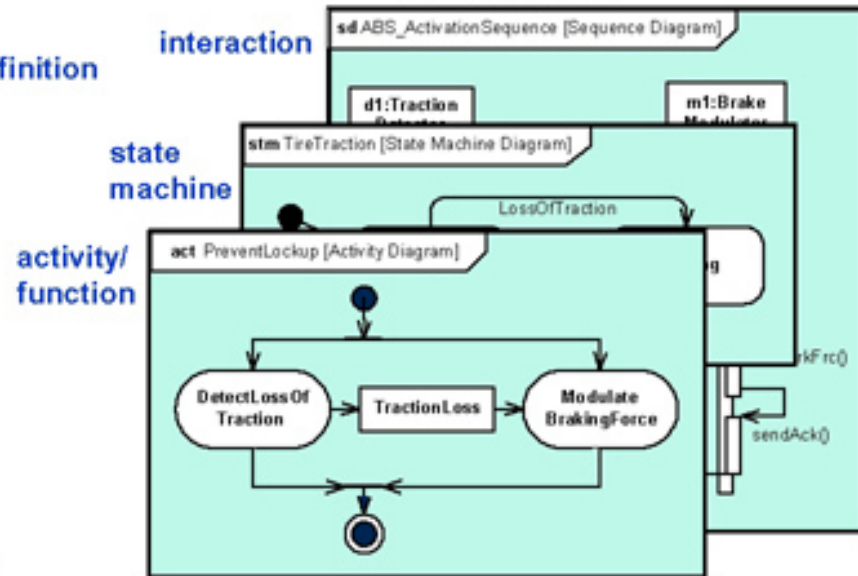 interaction
finition
sd ABS_ActivationSequence [Sequence Diagram]
d1:Traction
m1:Brake
state
machine
stm TireTraction [State Machine Diagram]
LossOfTraction
activity/
function
act PreventLockup [Activity Diagram]
DetectLossOf
Traction
TractionLoss
Modulate
BrakingForce
rkFrc()
sendAck()